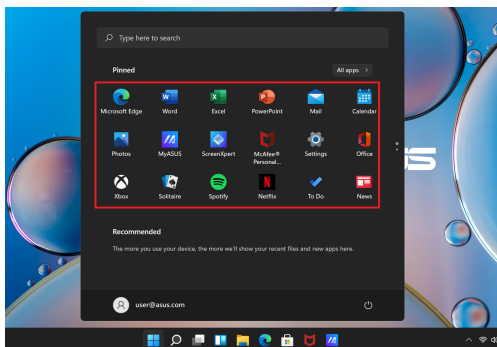 Type here to search
Pinned
All apps >
Microsoft Edge
Word
Excel
PowerPoint
Mail
Calendar
Photos
MyASUS
ScreenXpert
McAfee®
Personal...
Settings
Office
Xbox
Solitaire
Spotify
Netflix
To Do
News
Recommended
The more you use your device, the more we'll show your recent files and new apps here.
user@asus.com